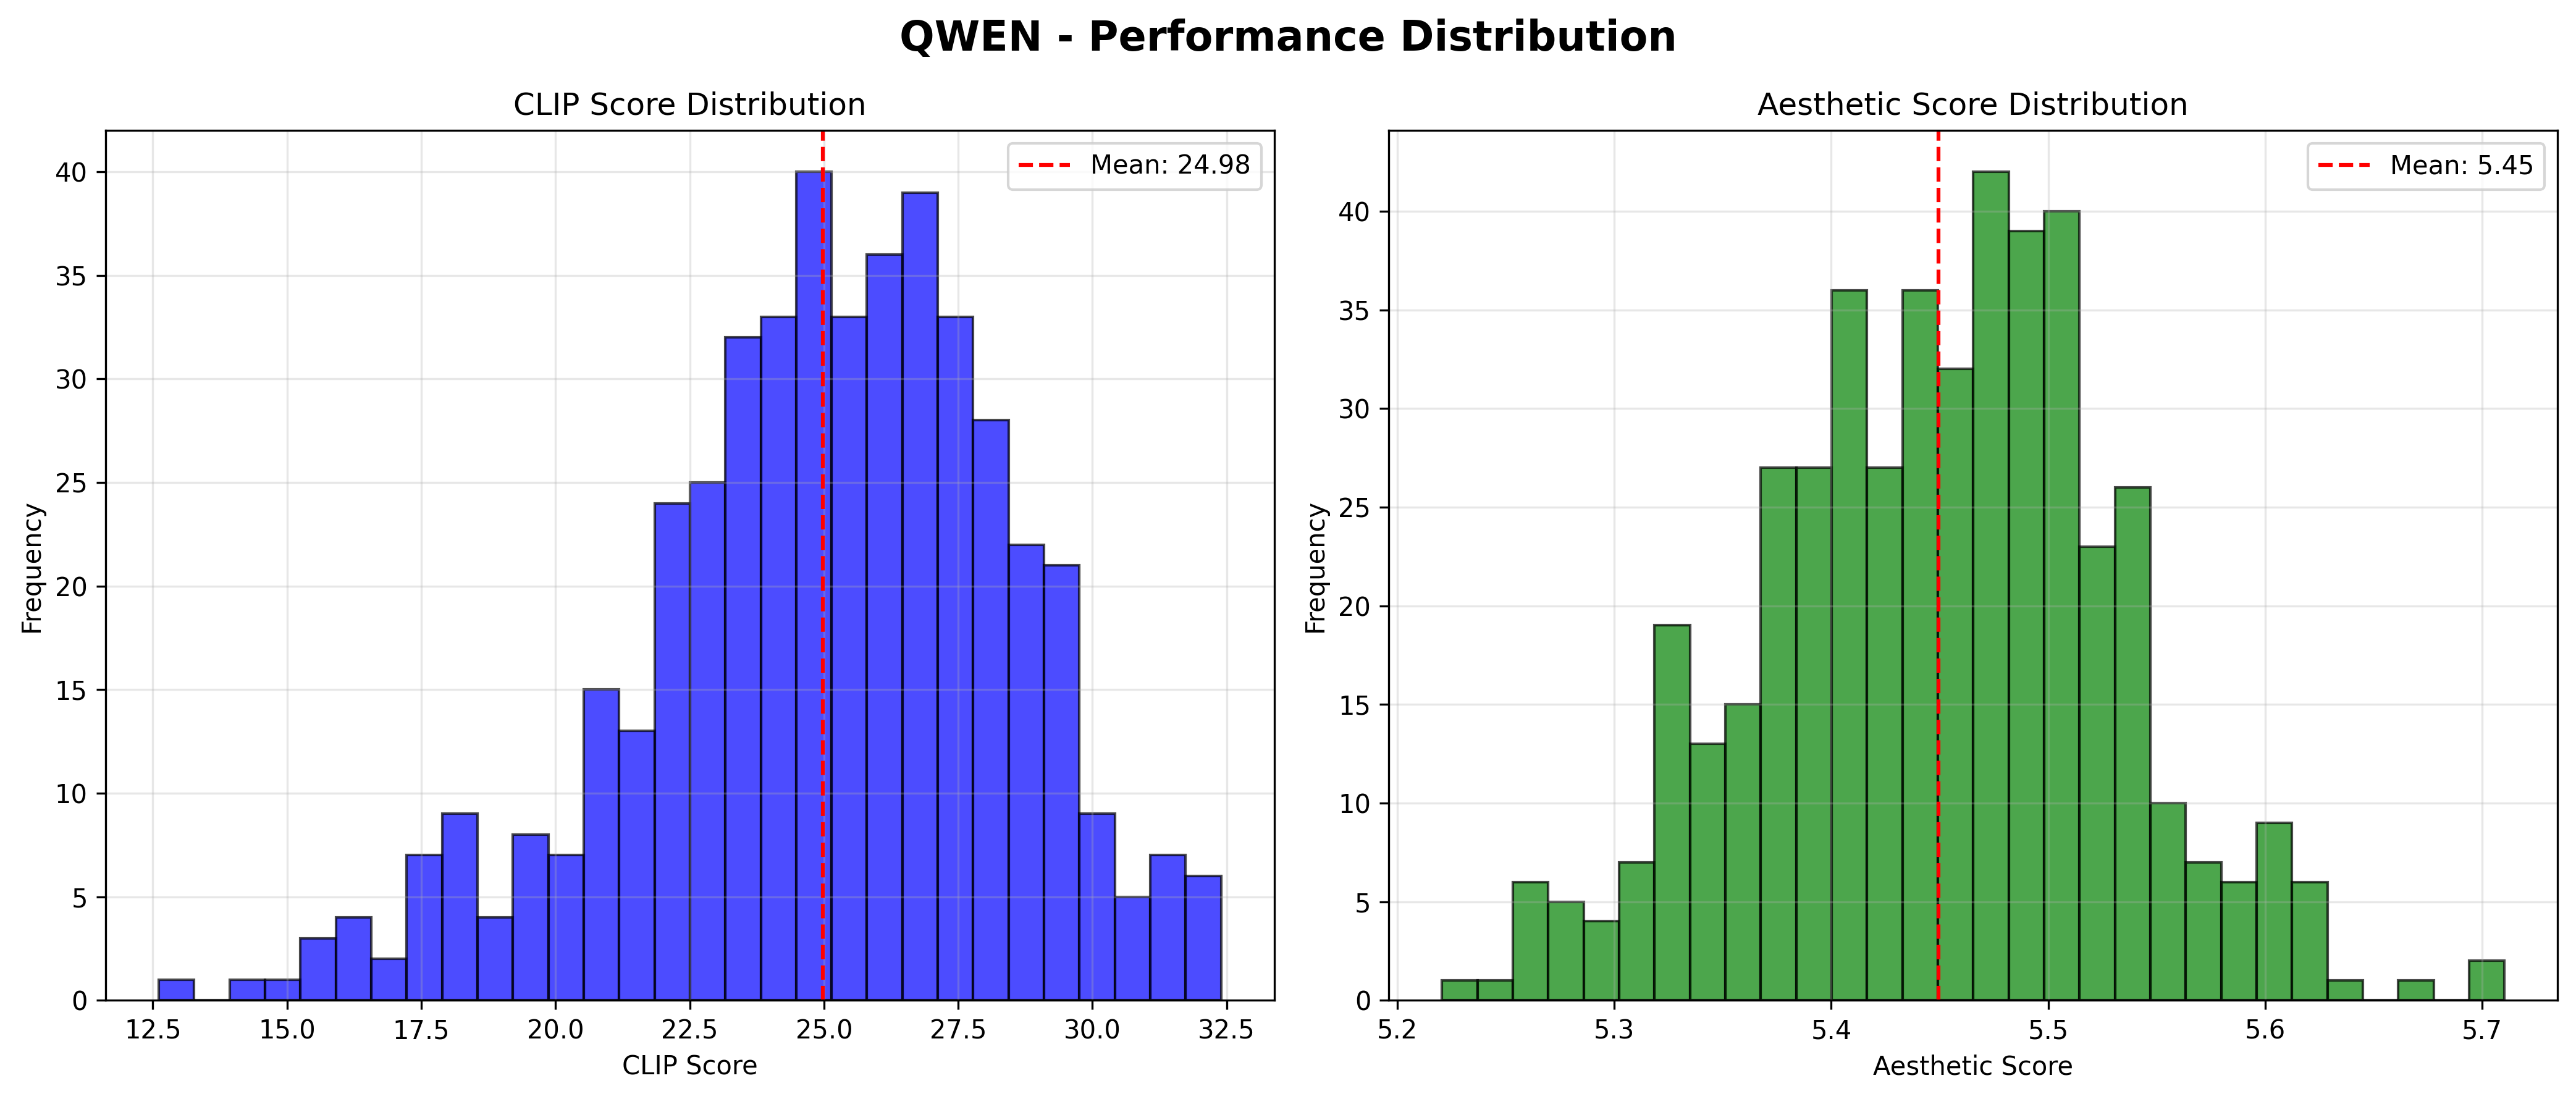 QWEN - Performance Distribution
CLIP Score Distribution
Mean: 24.98
Frequency
40
35
30
25
20
15
10
5
0
12.5 15.0 17.5 20.0 22.5 25.0 27.5 30.0 32.5
CLIP Score
Aesthetic Score Distribution
Mean: 5.45
Frequency
40
35
30
25
20
15
10
5
0
5.2 5.3 5.4 5.5 5.6 5.7
Aesthetic Score